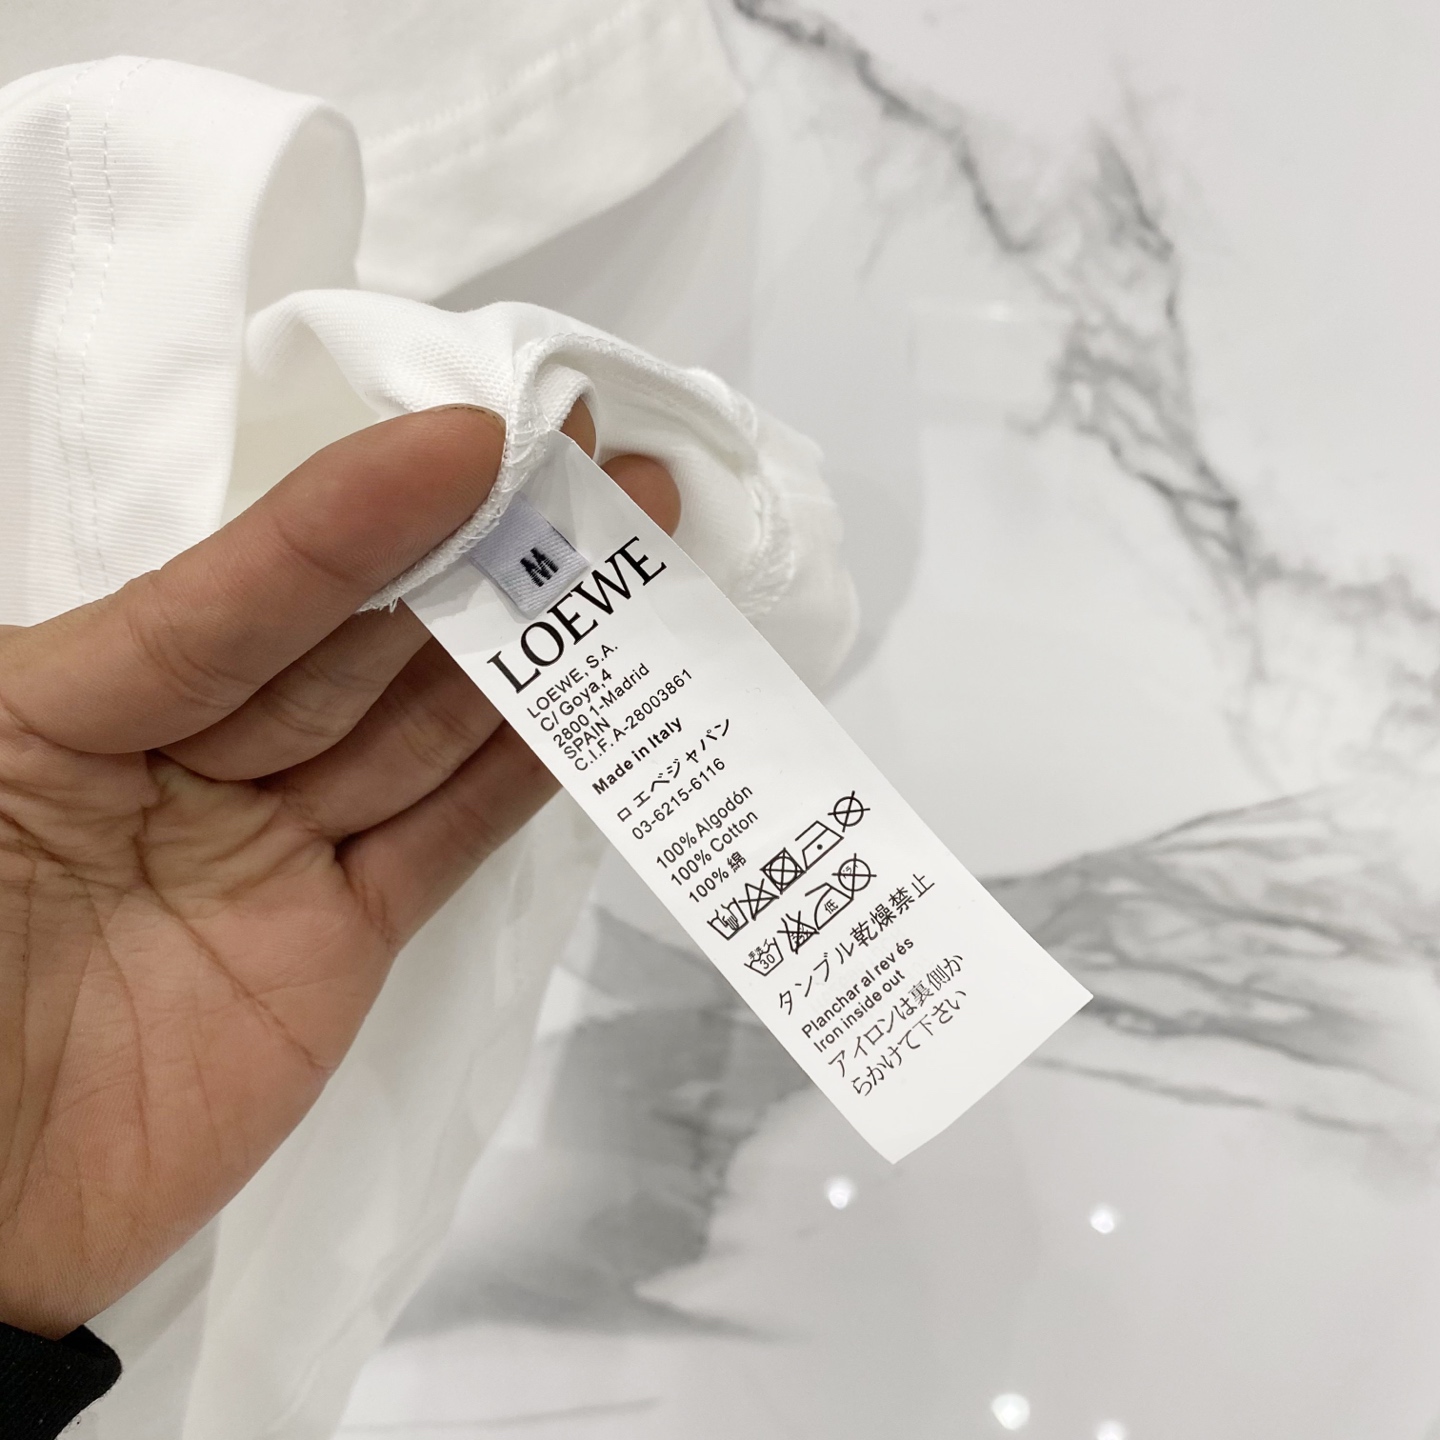 M
LOEWE
LOEWE, S.A.
C/ Goya,4
28001-Madrid
SPAIN
C.I.F. A-28003861
Made in Italy
ロエベジャパン
03-6215-6116
100% Algodón
100% Cotton
100% 綿
30
低
タンブル乾燥禁止
Planchar al revés
Iron inside out
アイロンは裏側か
らかけて下さい